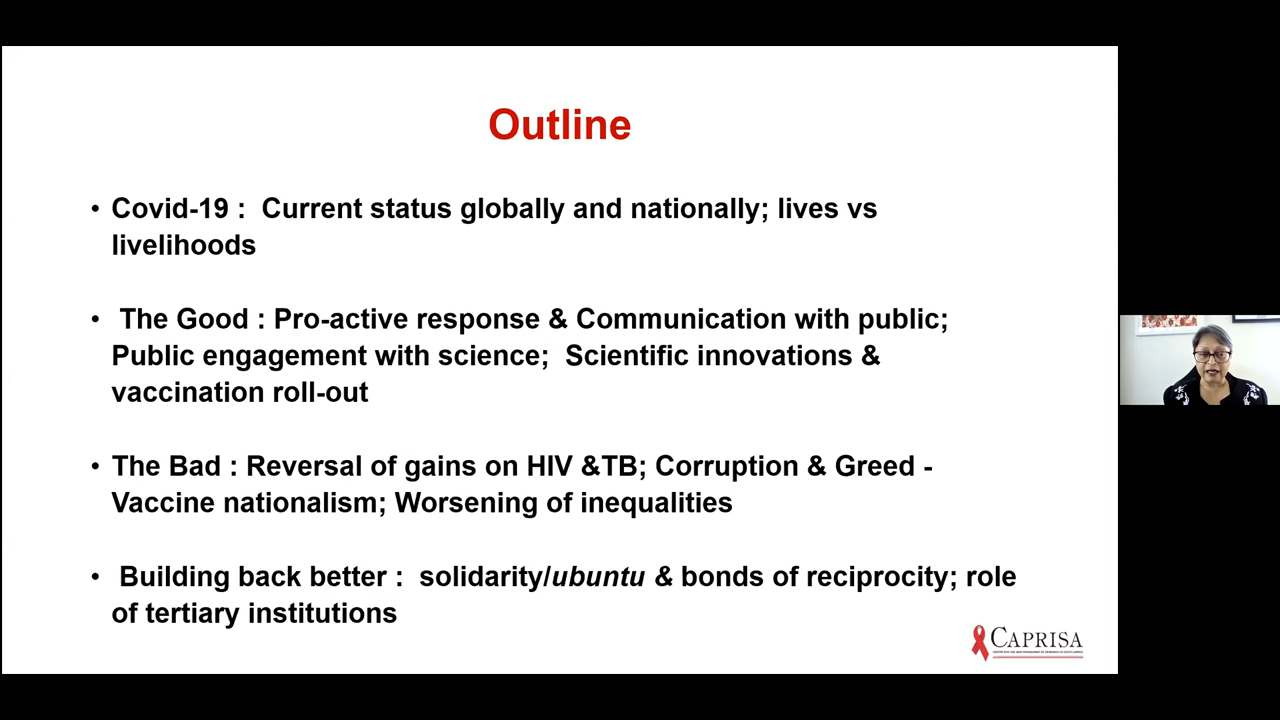 Outline
• Covid-19 : Current status globally and nationally; lives vs
livelihoods
• The Good : Pro-active response & Communication with public;
Public engagement with science; Scientific innovations &
vaccination roll-out
• The Bad : Reversal of gains on HIV &TB; Corruption & Greed -
Vaccine nationalism; Worsening of inequalities
• Building back better : solidarity/ubuntu & bonds of reciprocity; role
of tertiary institutions
CAPRISA